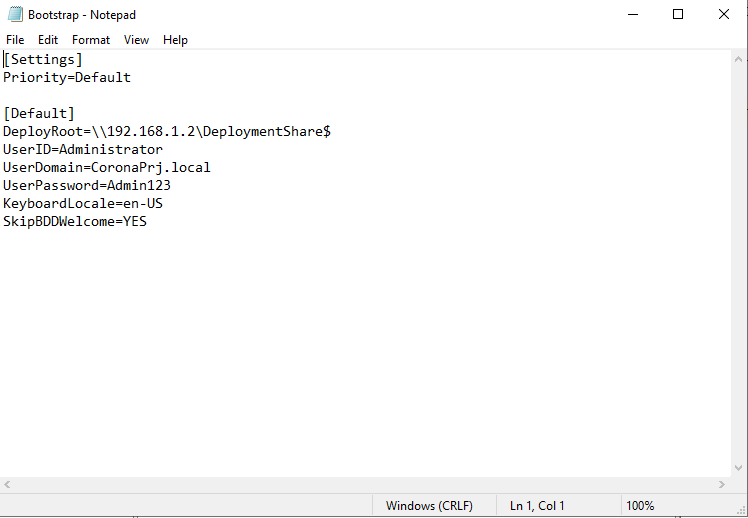 Bootstrap - Notepad
File Edit Format View Help
[Settings]
Priority=Default
[Default]
DeployRoot=\\192.168.1.2\DeploymentShare$
UserID=Administrator
UserDomain=CoronaPrj.local
UserPassword=Admin123
KeyboardLocale=en-US
SkipBDDWelcome=YES
Windows (CRLF) Ln 1, Col 1 100%